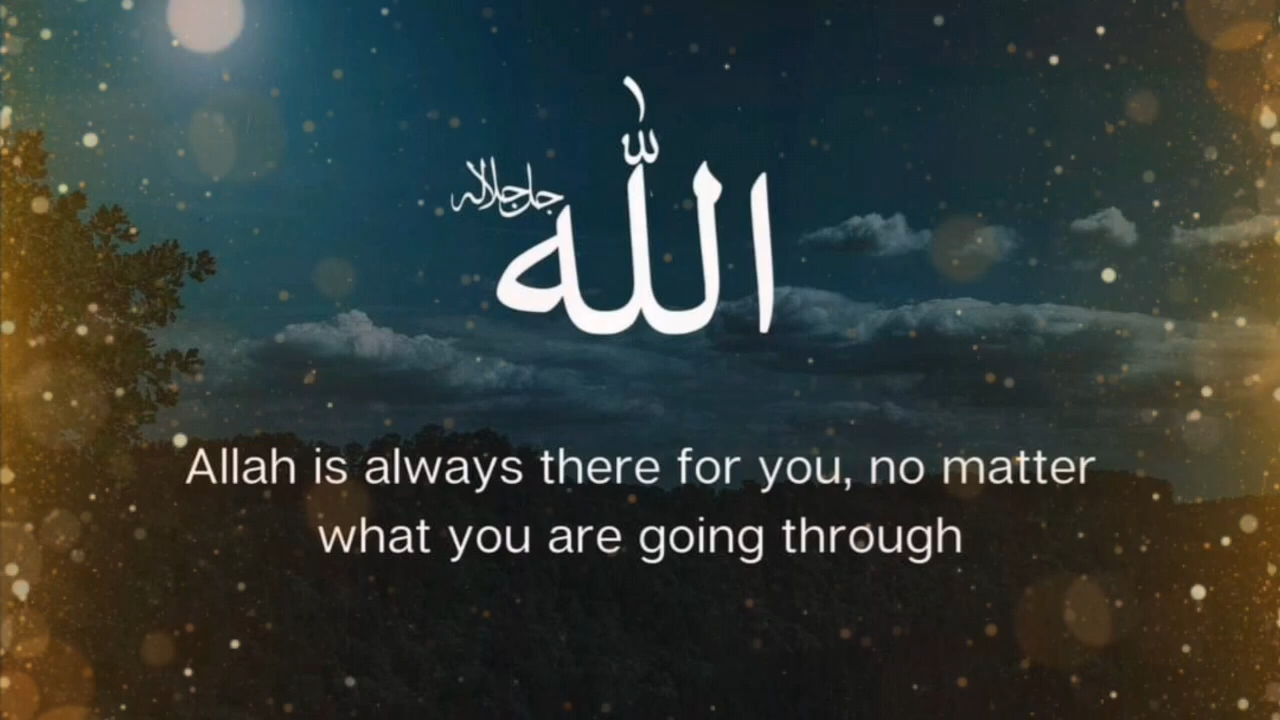 الله
جل جلاله
Allah is always there for you, no matter
what you are going through